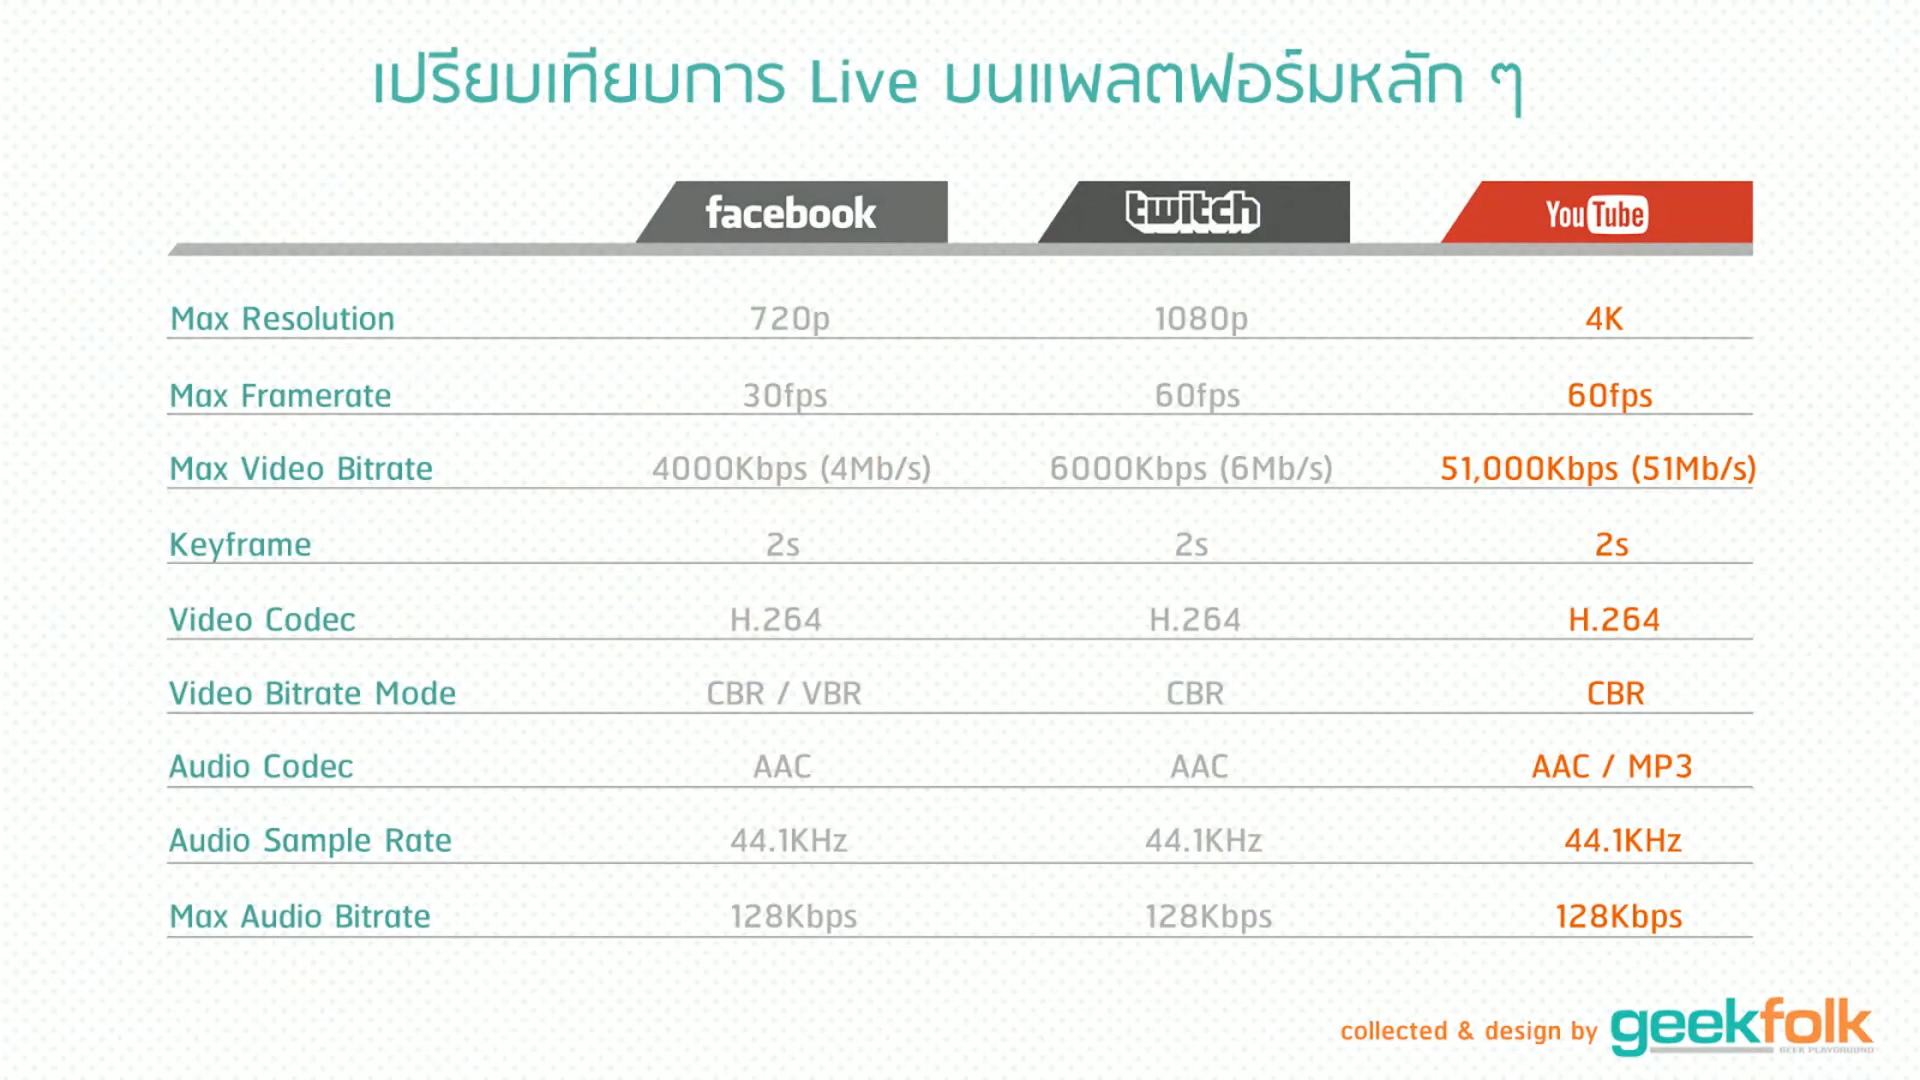 เปรียบเทียบการ Live บนแพลตฟอร์มหลัก ๆ
facebook twitch YouTube
Max Resolution 720p 1080p 4K
Max Framerate 30fps 60fps 60fps
Max Video Bitrate 4000Kbps (4Mb/s) 6000Kbps (6Mb/s) 51,000Kbps (51Mb/s)
Keyframe 2s 2s 2s
Video Codec H.264 H.264 H.264
Video Bitrate Mode CBR / VBR CBR CBR
Audio Codec AAC AAC AAC / MP3
Audio Sample Rate 44.1KHz 44.1KHz 44.1KHz
Max Audio Bitrate 128Kbps 128Kbps 128Kbps
collected & design by geekfolk
GEEK PLAYGROUND